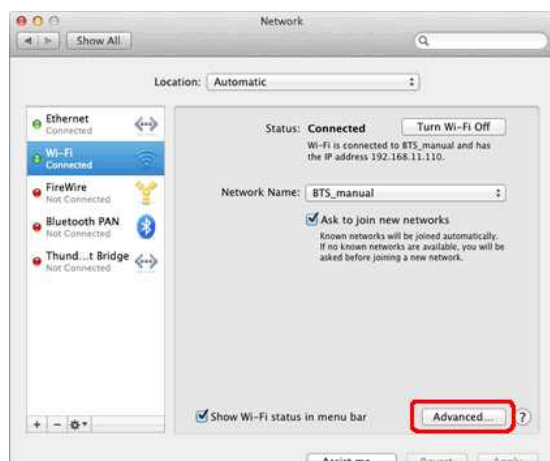 Network
Show All
Location: Automatic
Ethernet
Connected
Wi-Fi
Connected
FireWire
Not Connected
Bluetooth PAN
Not Connected
Thund...t Bridge
Not Connected
Status: Connected
Turn Wi-Fi Off
Wi-Fi is connected to BTS_manual and has
the IP address 192.168.11.110.
Network Name: BTS_manual
Ask to join new networks
Known networks will be joined automatically.
If no known networks are available, you will be
asked before joining a new network.
Show Wi-Fi status in menu bar
Advanced...
?
Assist me...
Revert
Apply